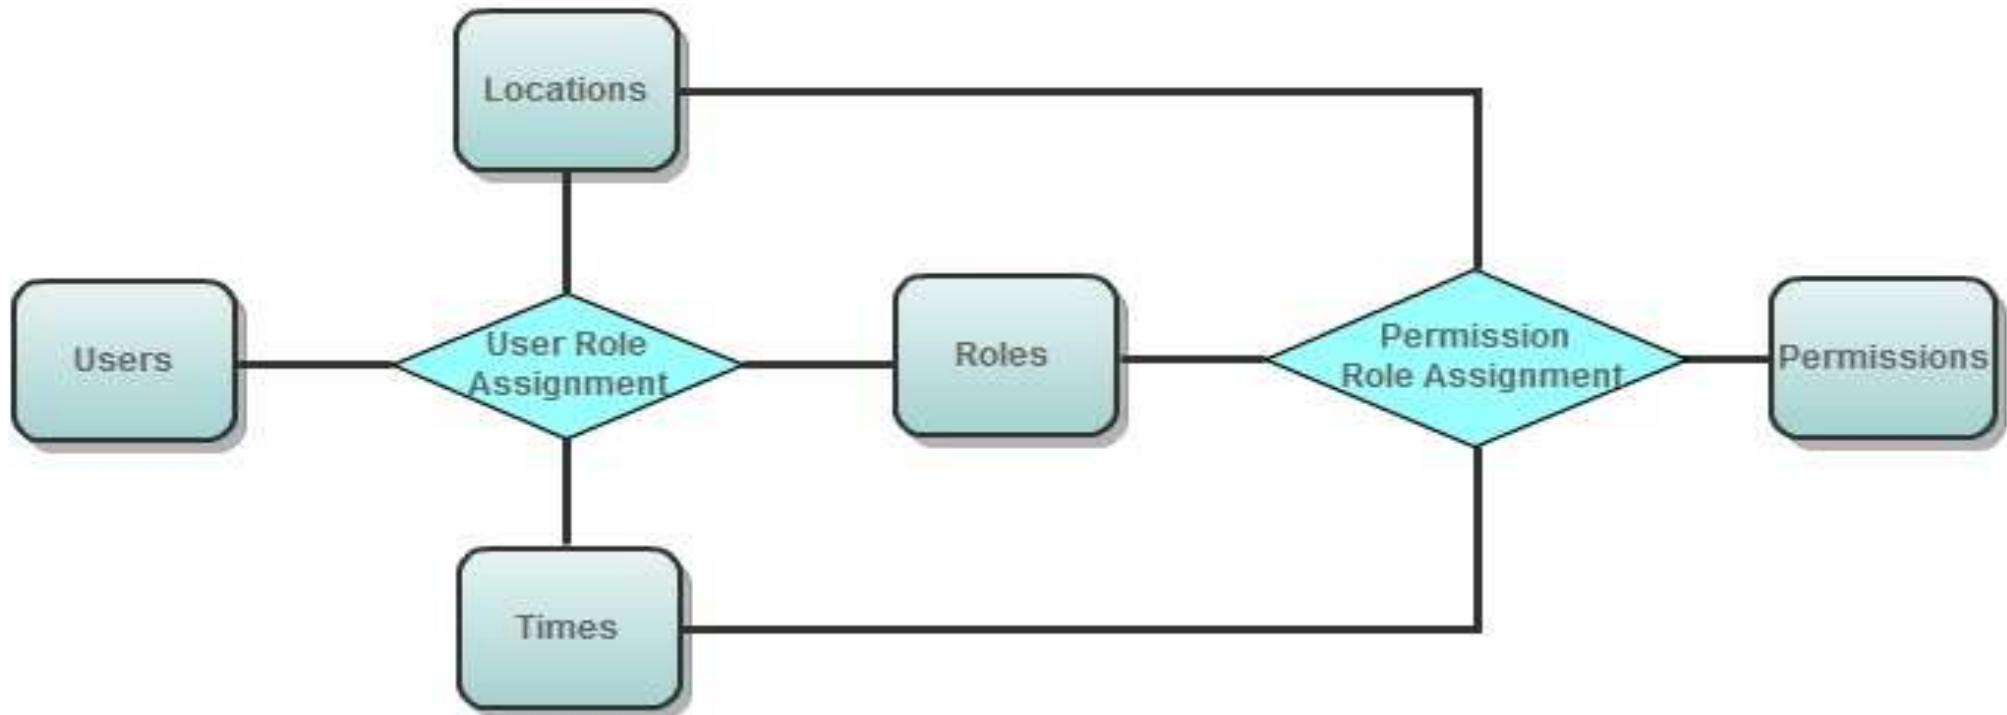 Locations
Users
User Role
Assignment
Roles
Permission
Role Assignment
Permissions
Times